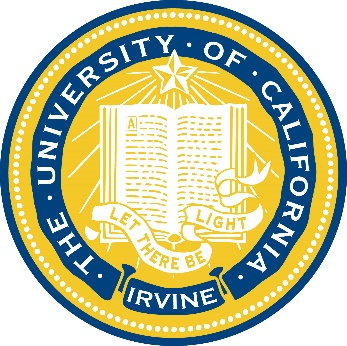 · THE · UNIVERSITY · OF · CALIFORNIA ·
A
LET THERE BE LIGHT
IRVINE